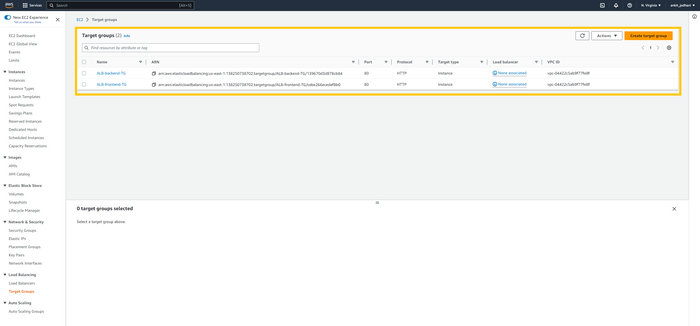 aws
Services
Search
[Alt+S]
N. Virginia
New EC2 Experience
EC2 > Target groups
EC2 Dashboard
EC2 Global View
Events
Limits
Instances
Instances
Instance Types
Launch Templates
Spot Requests
Savings Plans
Reserved Instances
Dedicated Hosts
Scheduled Instances
Capacity Reservations
Images
AMIs
AMI Catalog
Elastic Block Store
Volumes
Snapshots
Lifecycle Manager
Network & Security
Security Groups
Elastic IPs
Placement Groups
Key Pairs
Network Interfaces
Load Balancing
Load Balancers
Target Groups
Auto Scaling
Auto Scaling Groups
Target groups (2) Info
Actions
Create target group
Find resources by attribute or tag
1
Name ARN Port Protocol Target type Load balancer VPC ID
ALB-backend-TG 80 HTTP Instance None associated
ALB-frontend-TG 80 HTTP Instance None associated
0 target groups selected
Select a target group above.